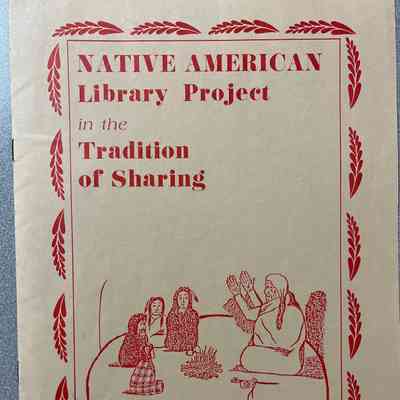 NATIVE AMERICAN
Library Project
in the
Tradition
of Sharing